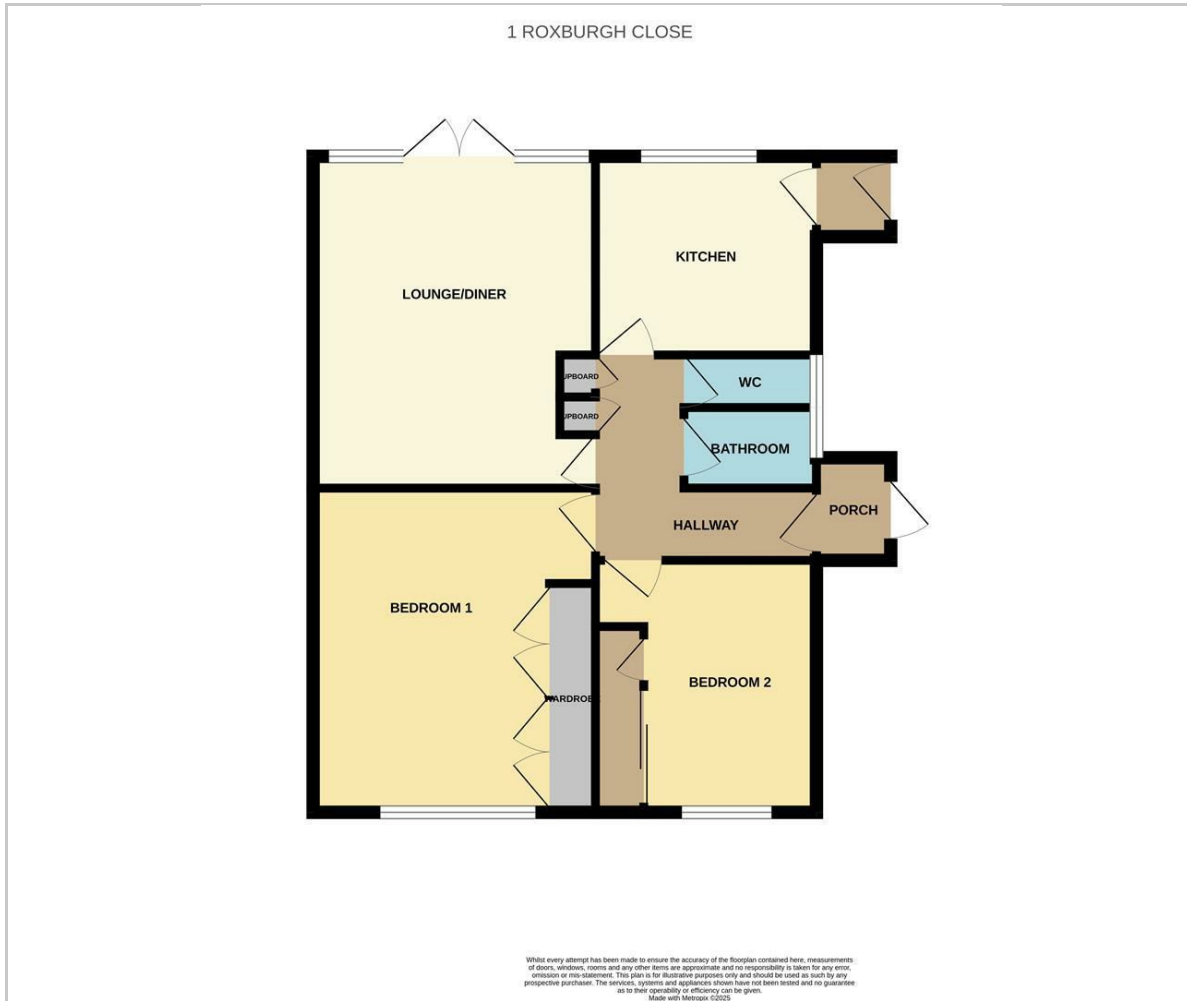 1 ROXBURGH CLOSE
KITCHEN
LOUNGE/DINER
UPBOARD
WC
UPBOARD
BATHROOM
PORCH
HALLWAY
BEDROOM 1
BEDROOM 2
WARDROBE
Whilst every attempt has been made to ensure the accuracy of the floorplan contained here, measurements
of doors, windows, rooms and any other items are approximate and no responsibility is taken for any error,
omission or mis-statement. This plan is for illustrative purposes only and should be used as such by any
prospective purchaser. The services, systems and appliances shown have not been tested and no guarantee
as to their operability or efficiency can be given.
Made with Metropix ©2025